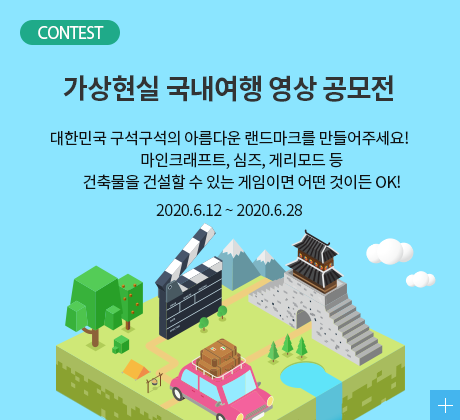 CONTEST
가상현실 국내여행 영상 공모전
대한민국 구석구석의 아름다운 랜드마크를 만들어주세요!
마인크래프트, 심즈, 게리모드 등
건축물을 건설할 수 있는 게임이면 어떤 것이든 OK!
2020.6.12 ~ 2020.6.28